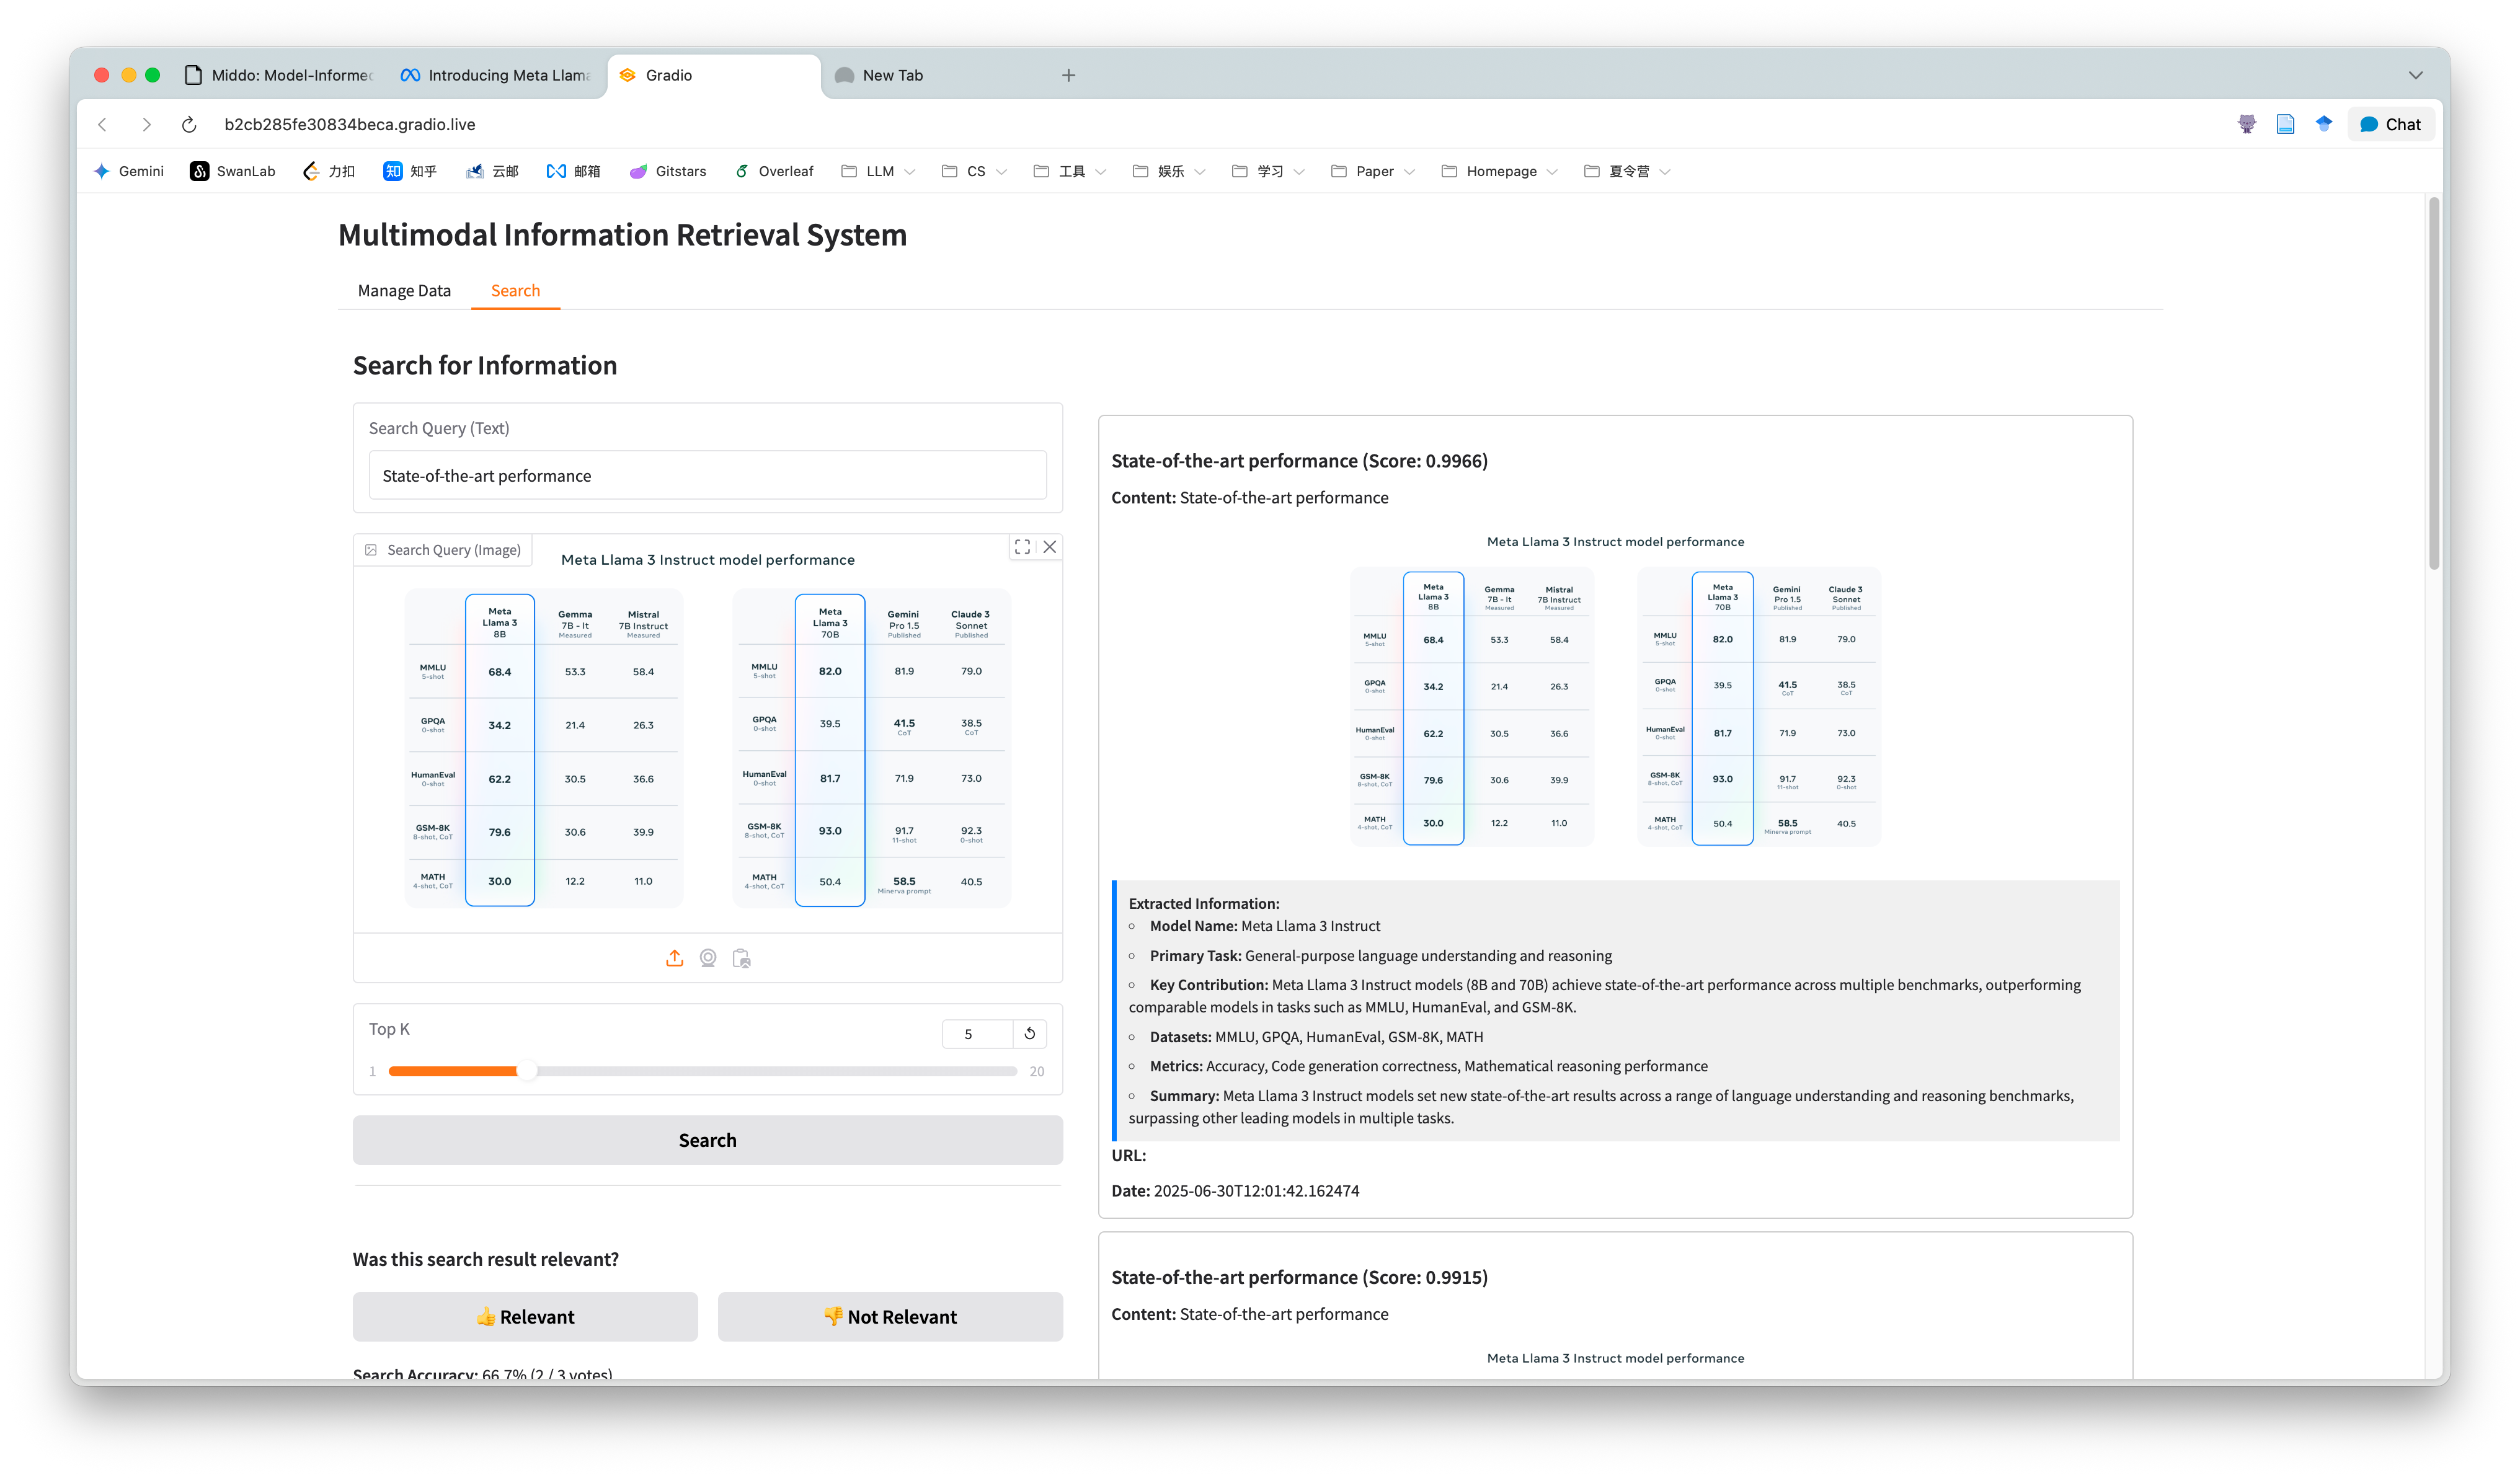 Middo: Model-Informed
Introducing Meta Llama
Gradio
New Tab
b2cb285fe30834beca.gradio.live
Chat
Gemini
SwanLab
力扣
知 知乎
云邮
邮箱
Gitstars
Overleaf
LLM
CS
工具
娱乐
学习
Paper
Homepage
夏令营
Multimodal Information Retrieval System
Manage Data
Search
Search for Information
Search Query (Text)
State-of-the-art performance
Search Query (Image)
Meta Llama 3 Instruct model performance
Meta Llama 3 8B
Gemma 7B - It Measured
Mistral 7B Instruct Measured
MMLU 5-shot 68.4 53.3 58.4
GPQA 0-shot 34.2 21.4 26.3
HumanEval 0-shot 62.2 30.5 36.6
GSM-8K 8-shot, CoT 79.6 30.6 39.9
MATH 4-shot, CoT 30.0 12.2 11.0
Meta Llama 3 70B
Gemini Pro 1.5 Published
Claude 3 Sonnet Published
MMLU 5-shot 82.0 81.9 79.0
GPQA 0-shot 39.5 41.5 CoT 38.5 CoT
HumanEval 0-shot 81.7 71.9 73.0
GSM-8K 8-shot, CoT 93.0 91.7 11-shot 92.3 0-shot
MATH 4-shot, CoT 50.4 58.5 Minerva prompt 40.5
Top K
5
1
20
Search
Was this search result relevant?
👍 Relevant
👎 Not Relevant
Search Accuracy: 66.7% (2 / 3 votes)
State-of-the-art performance (Score: 0.9966)
Content: State-of-the-art performance
Meta Llama 3 Instruct model performance
Meta Llama 3 8B
Gemma 7B - It Measured
Mistral 7B Instruct Measured
MMLU 5-shot 68.4 53.3 58.4
GPQA 0-shot 34.2 21.4 26.3
HumanEval 0-shot 62.2 30.5 36.6
GSM-8K 8-shot, CoT 79.6 30.6 39.9
MATH 4-shot, CoT 30.0 12.2 11.0
Meta Llama 3 70B
Gemini Pro 1.5 Published
Claude 3 Sonnet Published
MMLU 5-shot 82.0 81.9 79.0
GPQA 0-shot 39.5 41.5 CoT 38.5 CoT
HumanEval 0-shot 81.7 71.9 73.0
GSM-8K 8-shot, CoT 93.0 91.7 11-shot 92.3 0-shot
MATH 4-shot, CoT 50.4 58.5 Minerva prompt 40.5
Extracted Information:
Model Name: Meta Llama 3 Instruct
Primary Task: General-purpose language understanding and reasoning
Key Contribution: Meta Llama 3 Instruct models (8B and 70B) achieve state-of-the-art performance across multiple benchmarks, outperforming
comparable models in tasks such as MMLU, HumanEval, and GSM-8K.
Datasets: MMLU, GPQA, HumanEval, GSM-8K, MATH
Metrics: Accuracy, Code generation correctness, Mathematical reasoning performance
Summary: Meta Llama 3 Instruct models set new state-of-the-art results across a range of language understanding and reasoning benchmarks,
surpassing other leading models in multiple tasks.
URL:
Date: 2025-06-30T12:01:42.162474
State-of-the-art performance (Score: 0.9915)
Content: State-of-the-art performance
Meta Llama 3 Instruct model performance